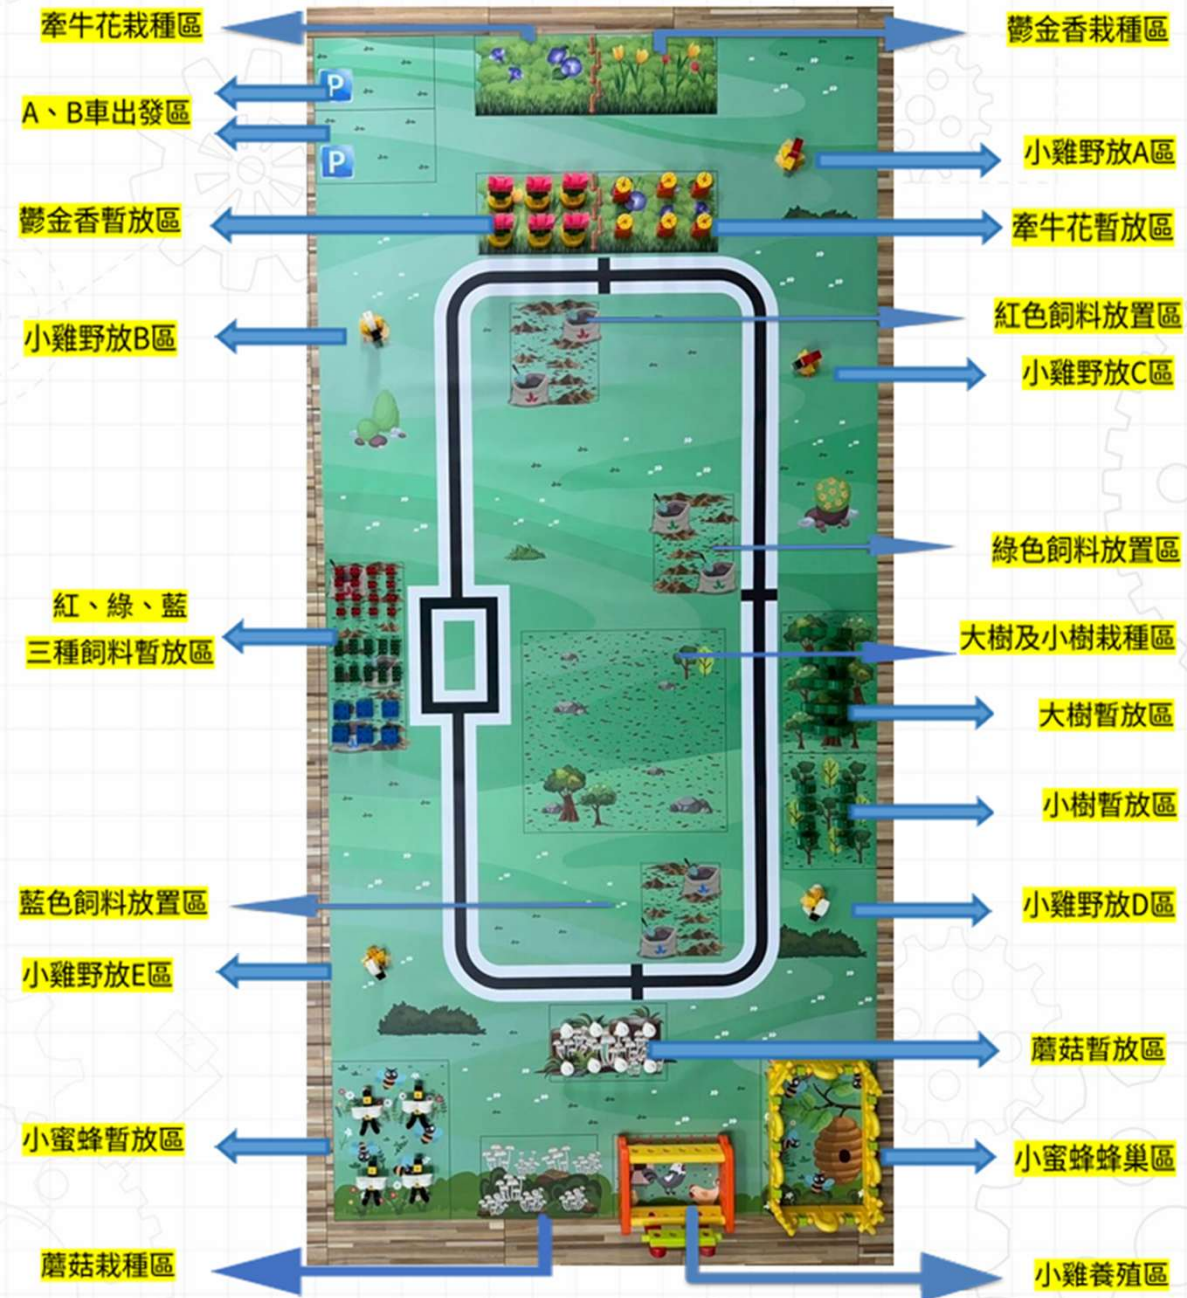 牽牛花栽種區
鬱金香栽種區
P
A、B車出發區
P
小雞野放A區
鬱金香暫放區
牽牛花暫放區
紅色飼料放置區
小雞野放B區
小雞野放C區
綠色飼料放置區
紅、綠、藍
三種飼料暫放區
大樹及小樹栽種區
大樹暫放區
小樹暫放區
藍色飼料放置區
小雞野放D區
小雞野放E區
蘑菇暫放區
小蜜蜂暫放區
小蜜蜂蜂巢區
蘑菇栽種區
小雞養殖區